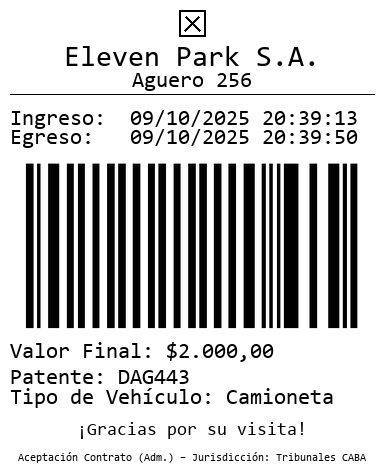 Eleven Park S.A.
Aguero 256
Ingreso: 09/10/2025 20:39:13
Egreso: 09/10/2025 20:39:50
Valor Final: $2.000,00
Patente: DAG443
Tipo de Vehículo: Camioneta
¡Gracias por su visita!
Aceptación Contrato (Adm.) – Jurisdicción: Tribunales CABA